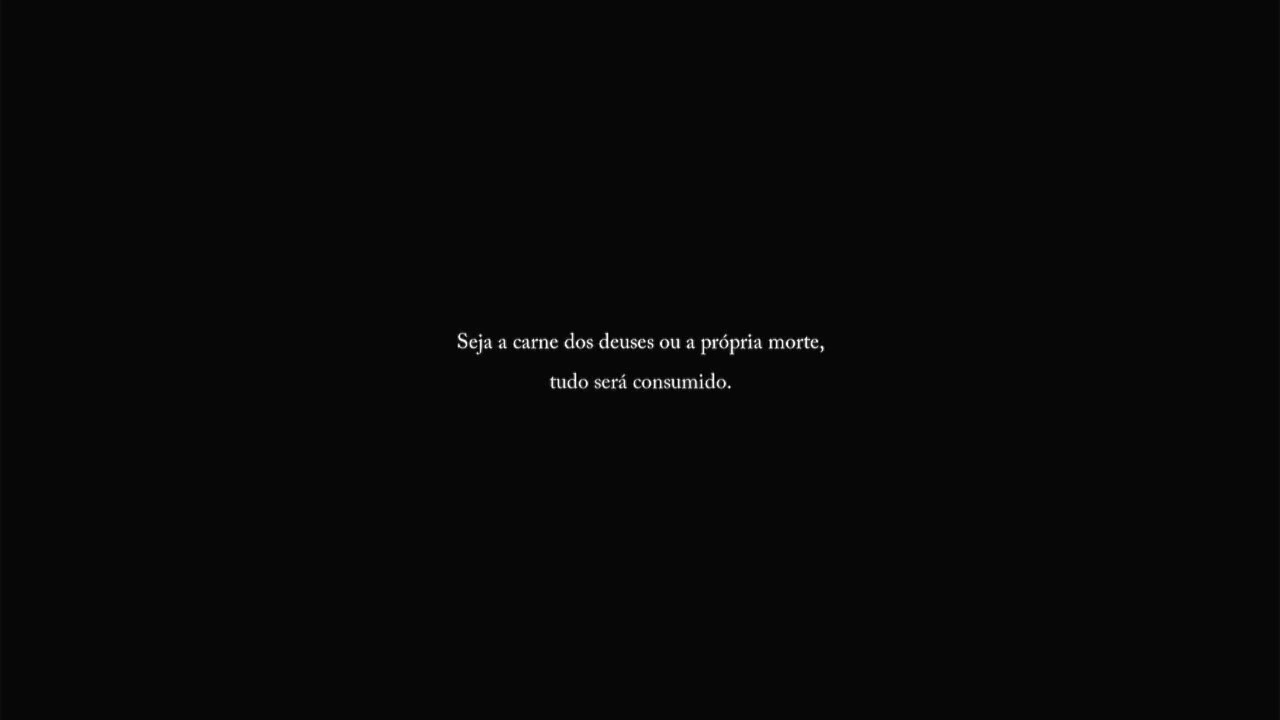 Seja a carne dos deuses ou a própria morte,
tudo será consumido.